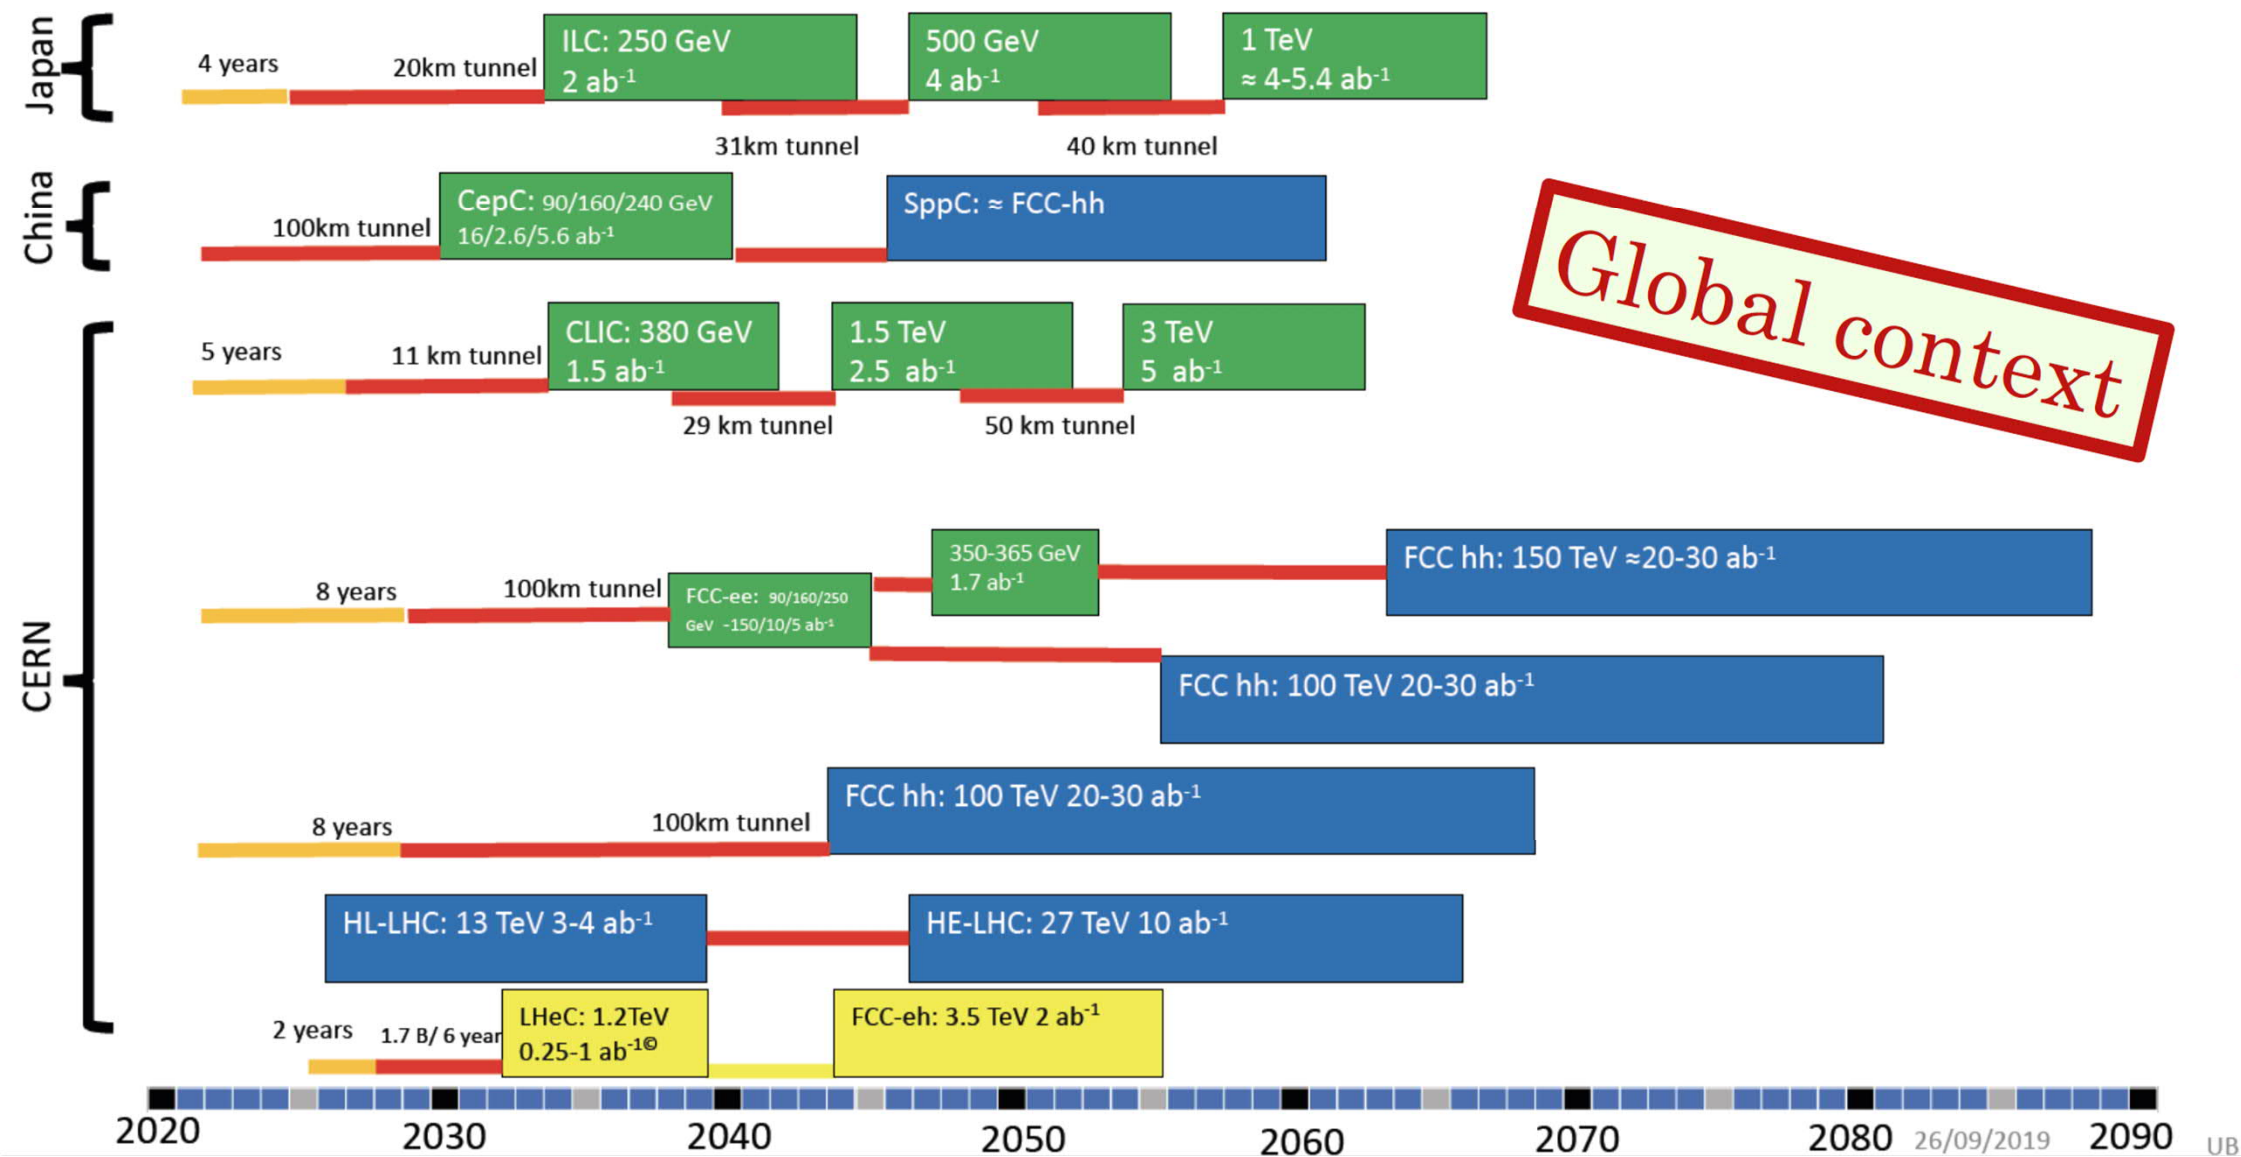 Japan
4 years
20km tunnel
ILC: 250 GeV
2 ab⁻¹
31km tunnel
500 GeV
4 ab⁻¹
40 km tunnel
1 TeV
≈ 4-5.4 ab⁻¹
China
100km tunnel
CepC: 90/160/240 GeV
16/2.6/5.6 ab⁻¹
SppC: ≈ FCC-hh
Global context
CERN
5 years
11 km tunnel
CLIC: 380 GeV
1.5 ab⁻¹
29 km tunnel
1.5 TeV
2.5 ab⁻¹
50 km tunnel
3 TeV
5 ab⁻¹
8 years
100km tunnel
FCC-ee: 90/160/250
GeV -150/10/5 ab⁻¹
350-365 GeV
1.7 ab⁻¹
FCC hh: 150 TeV ≈20-30 ab⁻¹
FCC hh: 100 TeV 20-30 ab⁻¹
8 years
100km tunnel
FCC hh: 100 TeV 20-30 ab⁻¹
HL-LHC: 13 TeV 3-4 ab⁻¹
HE-LHC: 27 TeV 10 ab⁻¹
2 years
1.7 B/ 6 year
LHeC: 1.2TeV
0.25-1 ab⁻¹©
FCC-eh: 3.5 TeV 2 ab⁻¹
2020 2030 2040 2050 2060 2070 2080 26/09/2019 2090 UB